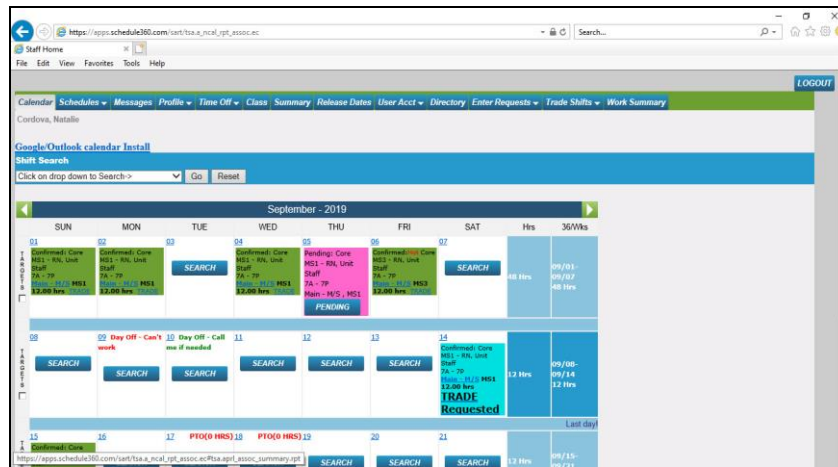 https://apps.schedule360.com/sart/tsa.a_ncal_rpt_assoc.ec
Search...
Staff Home
File Edit View Favorites Tools Help
LOGOUT
Calendar Schedules Messages Profile Time Off Class Summary Release Dates User Acct Directory Enter Requests Trade Shifts Work Summary
Cordova, Natalie
Google/Outlook calendar Install
Shift Search
Click on drop down to Search-> Go Reset
September - 2019
SUN MON TUE WED THU FRI SAT Hrs 36/Wks
TARGETS
01
Confirmed: Core
MS1 - RN, Unit
Staff
7A - 7P
Main - M/S MS1
12.00 hrs TRADE
02
Confirmed: Core
MS1 - RN, Unit
Staff
7A - 7P
Main - M/S MS1
12.00 hrs TRADE
03
SEARCH
04
Confirmed: Core
MS1 - RN, Unit
Staff
7A - 7P
Main - M/S MS1
12.00 hrs TRADE
05
Pending: Core
MS1 - RN, Unit
Staff
7A - 7P
Main - M/S , MS1
PENDING
06
Confirmed:Hot Core
MS3 - RN, Unit
Staff
7A - 7P
Main - M/S MS3
12.00 hrs TRADE
07
SEARCH
48 Hrs
09/01-
09/07
48 Hrs
TARGETS
08
SEARCH
09 Day Off - Can't
work
SEARCH
10 Day Off - Call
me if needed
SEARCH
11
SEARCH
12
SEARCH
13
SEARCH
14
Confirmed: Core
MS1 - RN, Unit
Staff
7A - 7P
Main - M/S MS1
12.00 hrs
TRADE
Requested
12 Hrs
09/08-
09/14
12 Hrs
Last day!
15
Confirmed: Core
16
17 PTO(0 HRS)
18 PTO(0 HRS)
19
SEARCH
20
SEARCH
21
SEARCH
12 Hrs
09/15-
09/21
https://apps.schedule360.com/sart/tsa.a_ncal_rpt_assoc.ec#tsa.aprl_assoc_summary.rpt